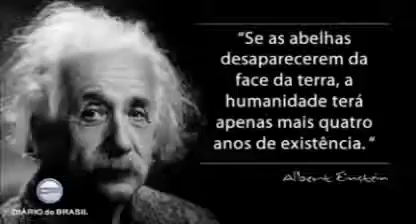 "Se as abelhas
desaparecerem da
face da terra, a
humanidade terá
apenas mais quatro
anos de existência."
Albert Einstein
DIÁRIO do BRASIL